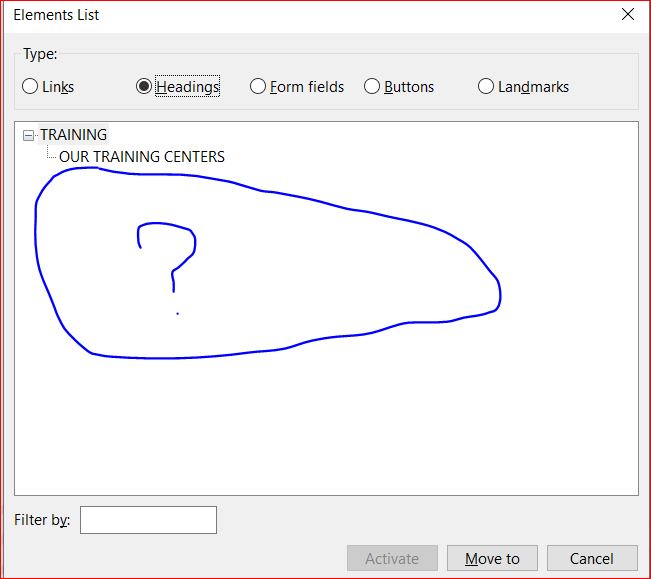 Elements List
Type:
Links Headings Form fields Buttons Landmarks
TRAINING
OUR TRAINING CENTERS
?
Filter by:
Activate Move to Cancel